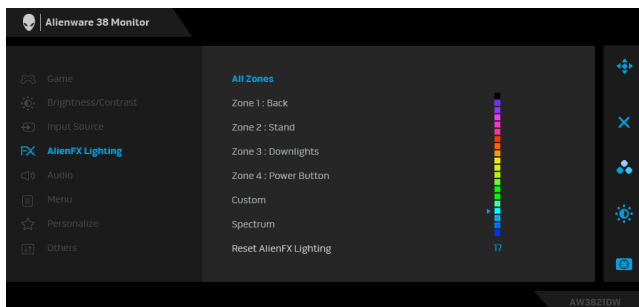 Alienware 38 Monitor
Game
Brightness/Contrast
Input Source
AlienFX Lighting
Audio
Menu
Personalize
Others
All Zones
Zone 1 : Back
Zone 2 : Stand
Zone 3 : Downlights
Zone 4 : Power Button
Custom
Spectrum
Reset AlienFX Lighting
17
AW3821DW